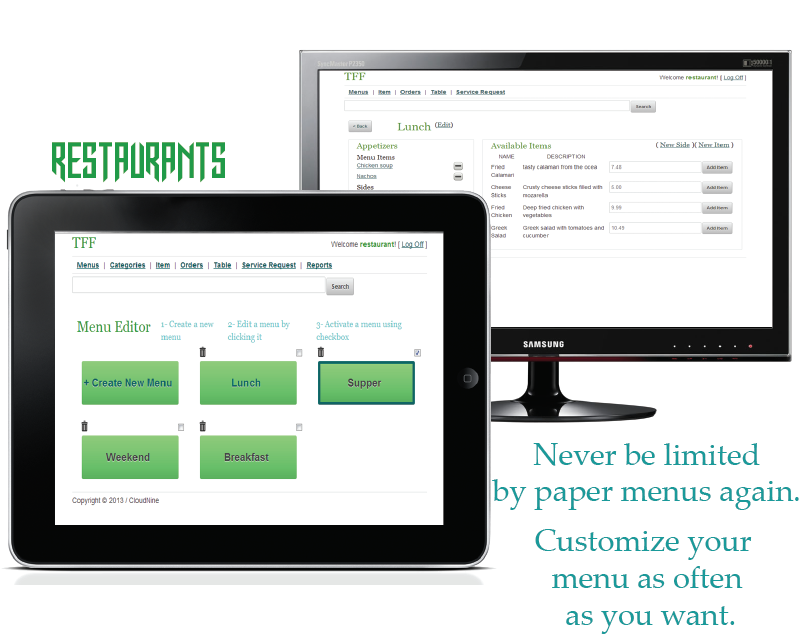 RESTAURANTS
TFF
Welcome restaurant! [ Log Off ]
Menus | Item | Orders | Table | Service Request
Search
< Back
Lunch (Edit)
Appetizers
Menu Items
Chicken soup
Nachos
Sides
Available Items
( New Side )( New Item )
NAME DESCRIPTION
Fried Calamari tasty calamari from the ocea 7.48 Add Item
Cheese Sticks Crusty cheese sticks filled with mozarella Add Item
Fried Chicken Deep fried chicken with vegetables 9.99 Add Item
Greek Salad Greek salad with tomatoes and cucumber 10.49 Add Item
SAMSUNG
TFF
Welcome restaurant! [ Log Off ]
Menus | Categories | Item | Orders | Table | Service Request | Reports
Search
Menu Editor
1- Create a new
menu
2- Edit a menu by
clicking it
3- Activate a menu using
checkbox
+ Create New Menu
Lunch
Supper
Weekend
Breakfast
Copyright © 2013 / CloudNine
Never be limited
by paper menus again.
Customize your
menu as often
as you want.